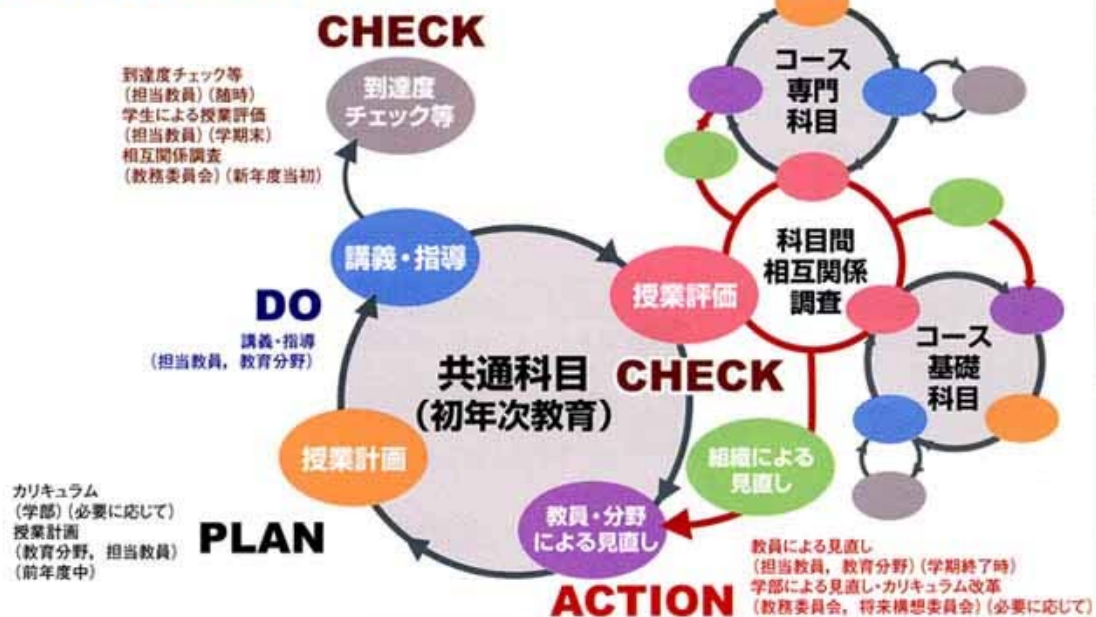 CHECK
到達度チェック等
(担当教員)(随時)
学生による授業評価
(担当教員)(学期末)
相互関係調査
(教務委員会)(新年度当初)
到達度
チェック等
コース
専門
科目
講義・指導
授業評価
科目間
相互関係
調査
DO
講義・指導
(担当教員，教育分野)
共通科目
(初年次教育)
CHECK
コース
基礎
科目
授業計画
組織による
見直し
教員・分野
による見直し
カリキュラム
(学部)(必要に応じて)
授業計画
(教育分野，担当教員)
(前年度中)
PLAN
ACTION
教員による見直し
(担当教員，教育分野)(学期終了時)
学部による見直し・カリキュラム改革
(教務委員会，将来構想委員会)(必要に応じて)